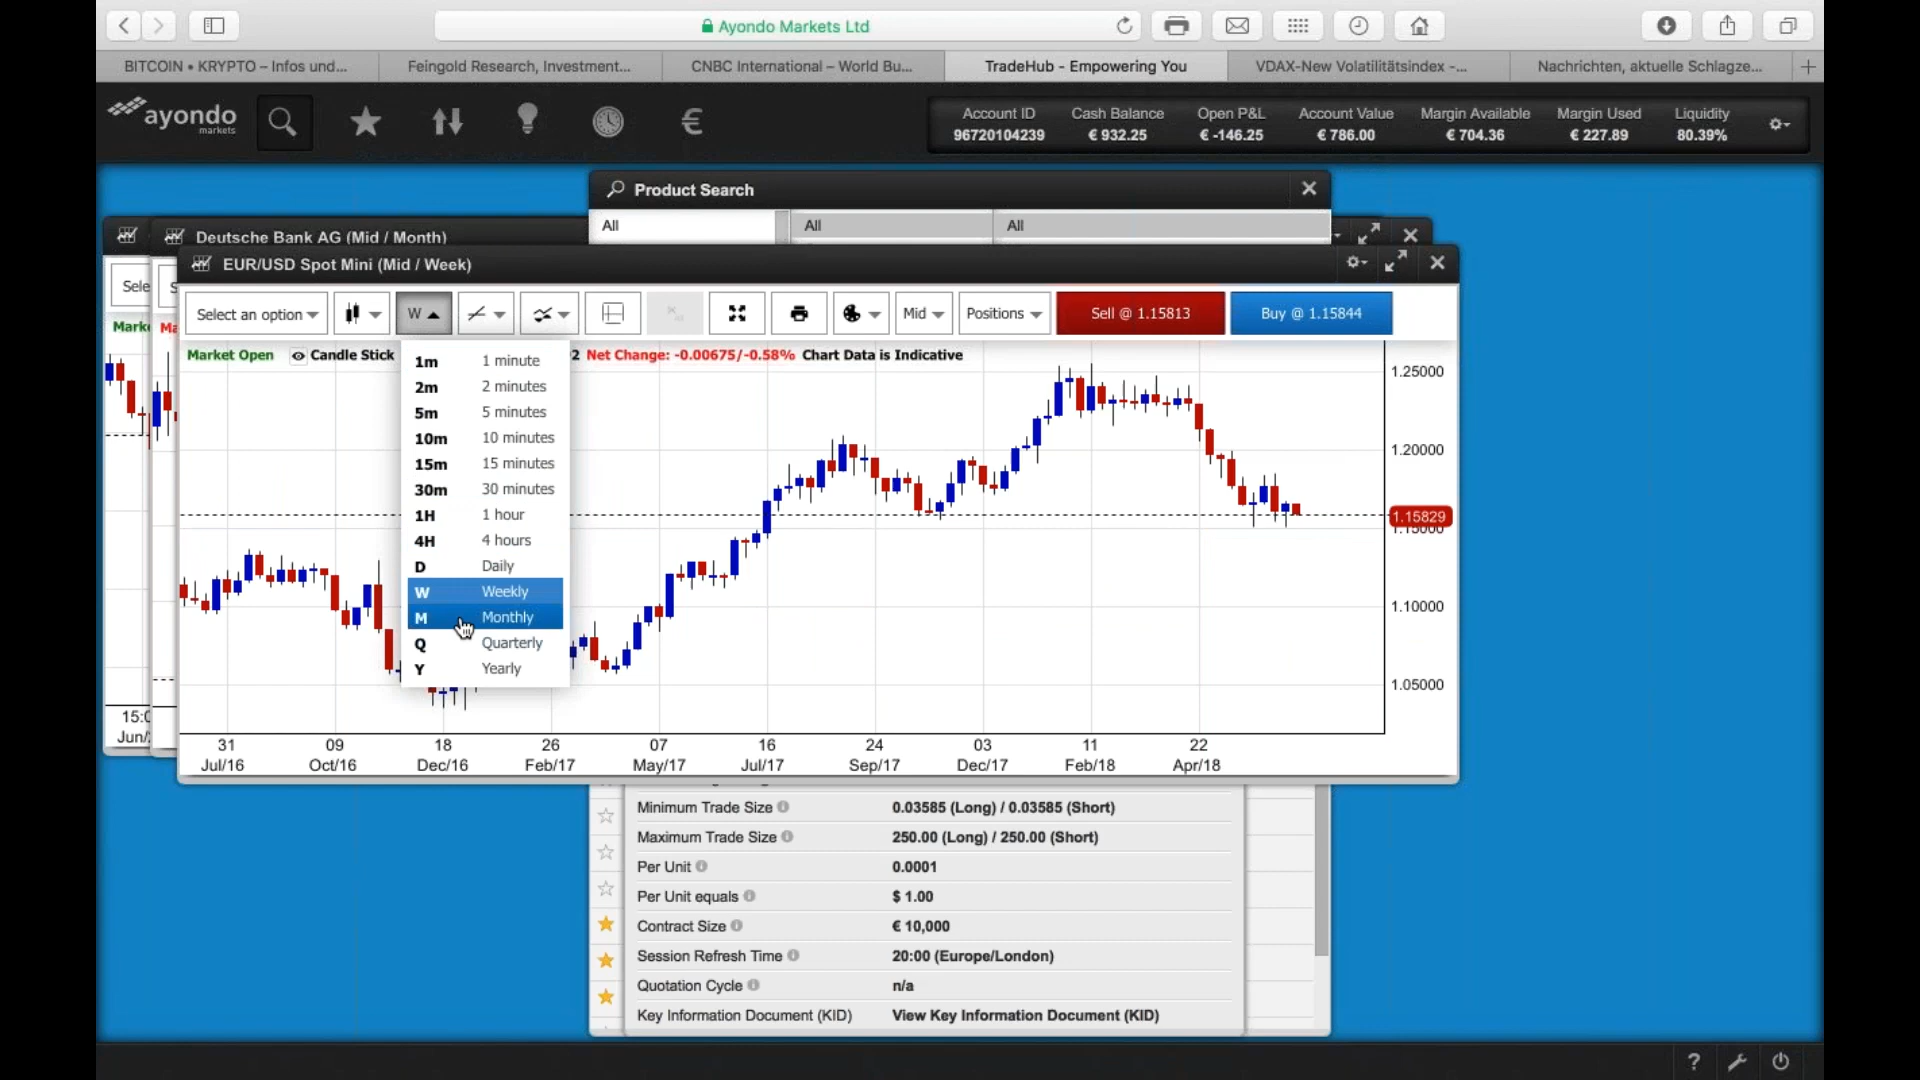 Ayondo Markets Ltd
BITCOIN • KRYPTO – Infos und...
Feingold Research, Investment...
CNBC International – World Bu...
TradeHub - Empowering You
VDAX-New Volatilitätsindex -...
Nachrichten, aktuelle Schlagze...
ayondo
markets
€
Account ID
96720104239
Cash Balance
€ 932.25
Open P&L
€ -146.25
Account Value
€ 786.00
Margin Available
€ 704.36
Margin Used
€ 227.89
Liquidity
80.39%
Product Search
All
All
All
Deutsche Bank AG (Mid / Month)
EUR/USD Spot Mini (Mid / Week)
Sele
S
Select an option
W
Mid
Positions
Sell @ 1.15813
Buy @ 1.15844
Marke
Ma
Market Open
Candle Stick
2 Net Change: -0.00675/-0.58%
Chart Data is Indicative
1m 1 minute
2m 2 minutes
5m 5 minutes
10m 10 minutes
15m 15 minutes
30m 30 minutes
1H 1 hour
4H 4 hours
D Daily
W Weekly
M Monthly
Q Quarterly
Y Yearly
1.25000
1.20000
1.15829
1.15000
1.10000
1.05000
15:0
Jun/
31 09 18 26 07 16 24 03 11 22
Jul/16 Oct/16 Dec/16 Feb/17 May/17 Jul/17 Sep/17 Dec/17 Feb/18 Apr/18
Minimum Trade Size 0.03585 (Long) / 0.03585 (Short)
Maximum Trade Size 250.00 (Long) / 250.00 (Short)
Per Unit 0.0001
Per Unit equals $ 1.00
Contract Size € 10,000
Session Refresh Time 20:00 (Europe/London)
Quotation Cycle n/a
Key Information Document (KID) View Key Information Document (KID)
?